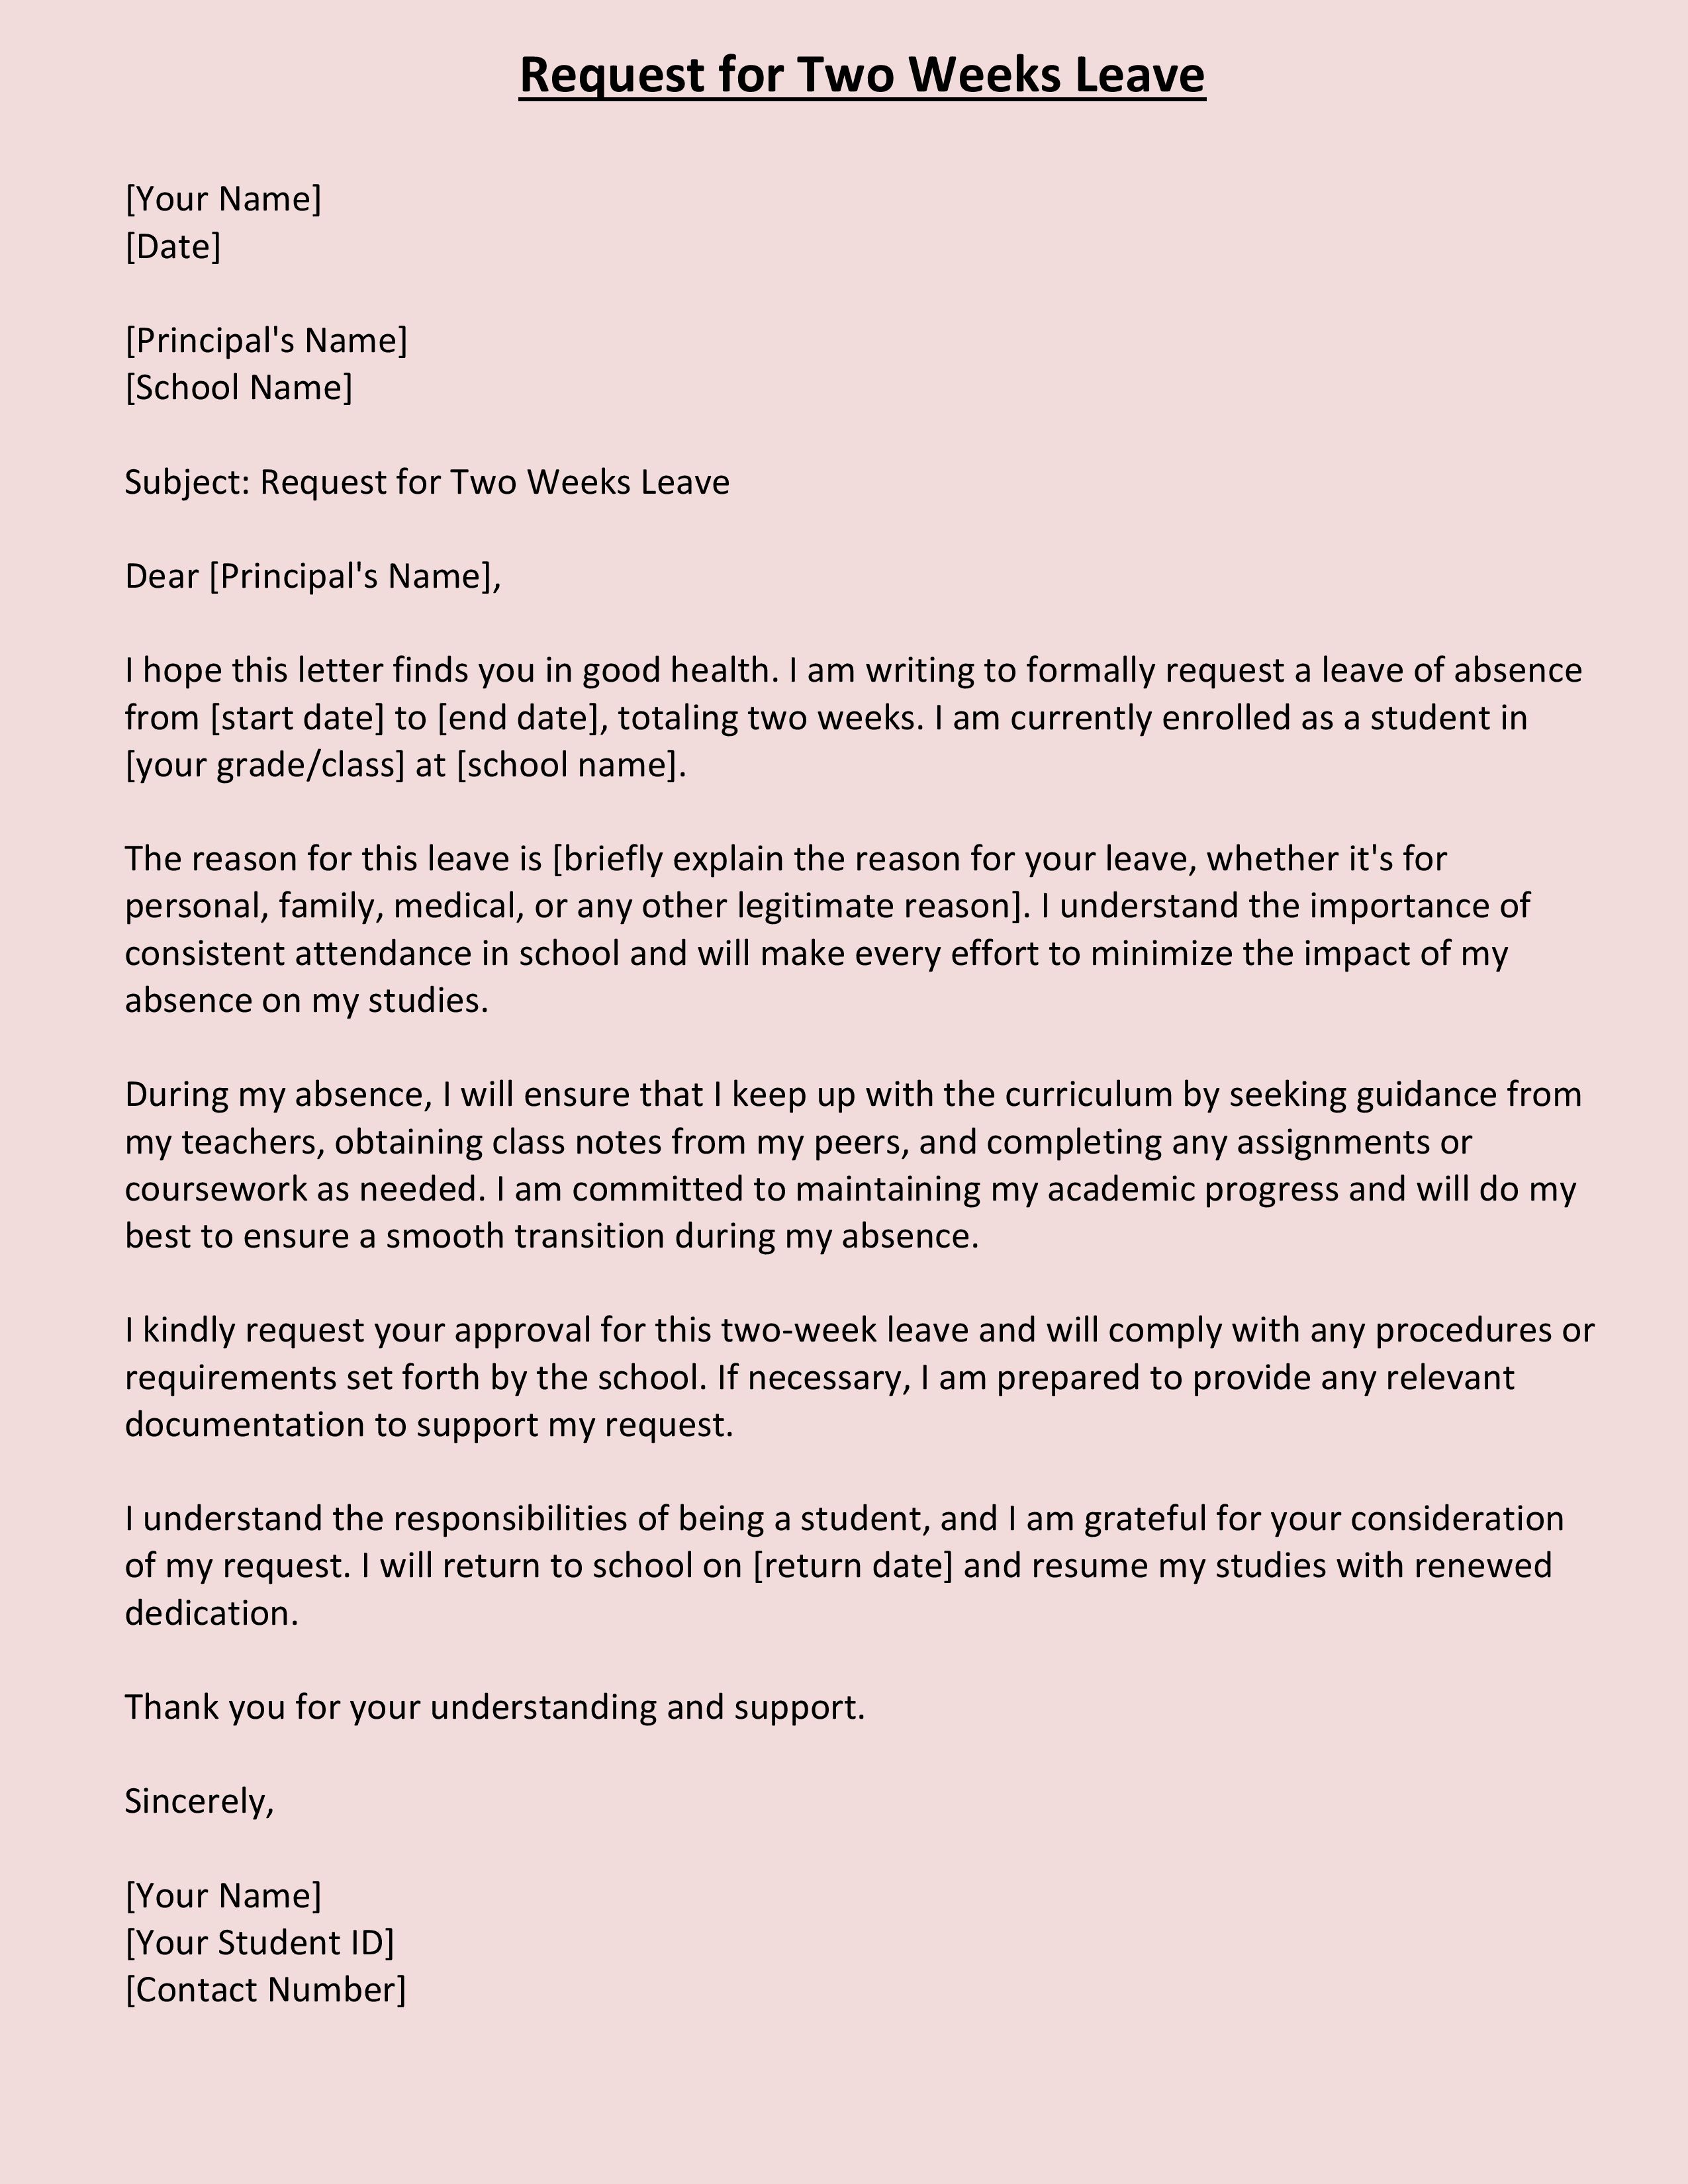 Request for Two Weeks Leave
[Your Name]
[Date]
[Principal's Name]
[School Name]
Subject: Request for Two Weeks Leave
Dear [Principal's Name],
I hope this letter finds you in good health. I am writing to formally request a leave of absence
from [start date] to [end date], totaling two weeks. I am currently enrolled as a student in
[your grade/class] at [school name].
The reason for this leave is [briefly explain the reason for your leave, whether it's for
personal, family, medical, or any other legitimate reason]. I understand the importance of
consistent attendance in school and will make every effort to minimize the impact of my
absence on my studies.
During my absence, I will ensure that I keep up with the curriculum by seeking guidance from
my teachers, obtaining class notes from my peers, and completing any assignments or
coursework as needed. I am committed to maintaining my academic progress and will do my
best to ensure a smooth transition during my absence.
I kindly request your approval for this two-week leave and will comply with any procedures or
requirements set forth by the school. If necessary, I am prepared to provide any relevant
documentation to support my request.
I understand the responsibilities of being a student, and I am grateful for your consideration
of my request. I will return to school on [return date] and resume my studies with renewed
dedication.
Thank you for your understanding and support.
Sincerely,
[Your Name]
[Your Student ID]
[Contact Number]